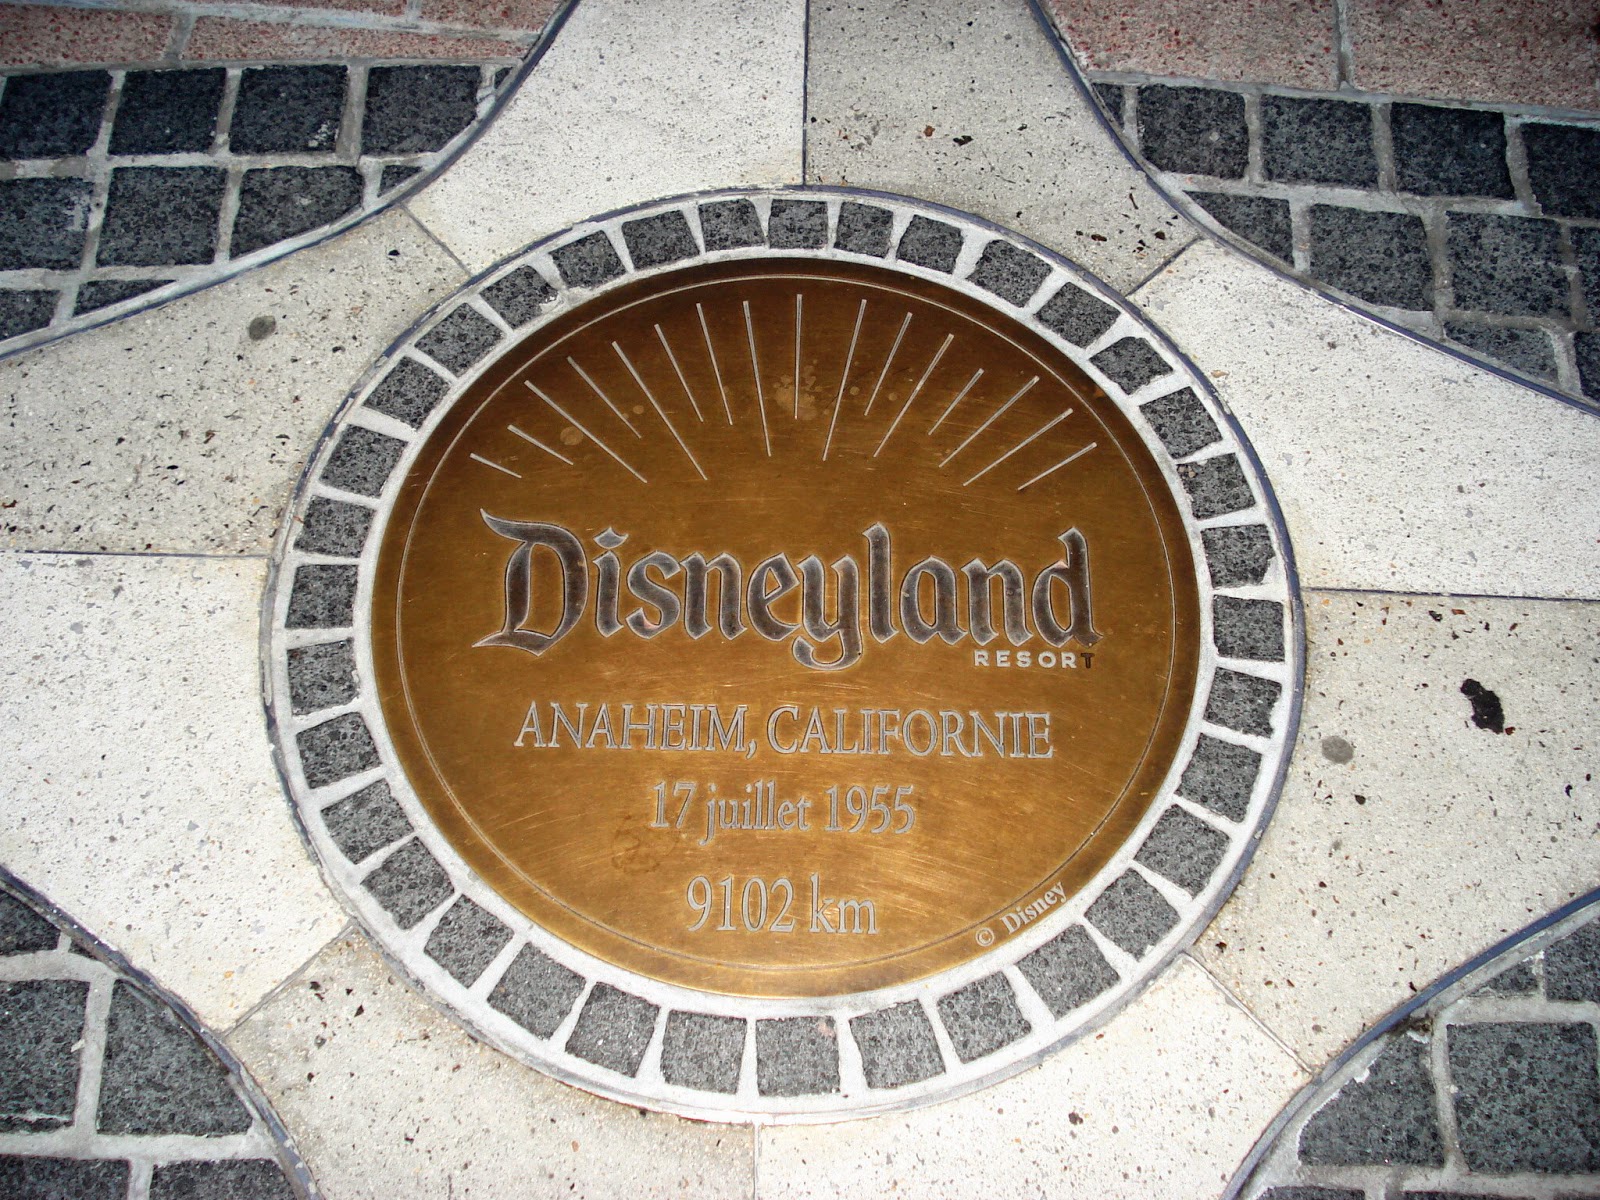 Disneyland
RESORT
ANAHEIM, CALIFORNIE
17 juillet 1955
9102 km
© Disney